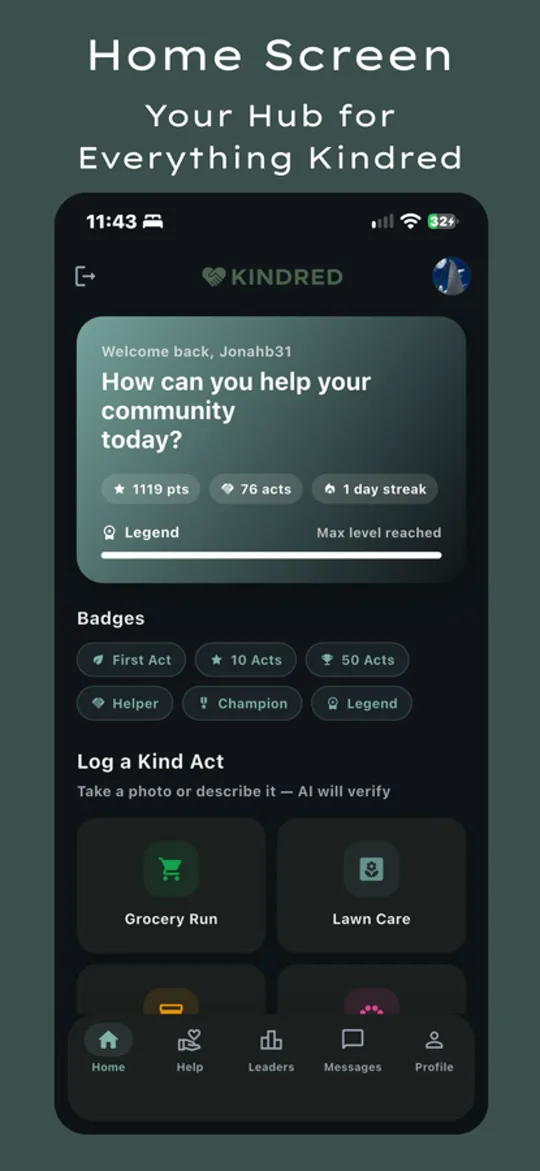 Home Screen
Your Hub for
Everything Kindred
11:43
32
KINDRED
Welcome back, Jonahb31
How can you help your
community
today?
1119 pts 76 acts 1 day streak
Legend Max level reached
Badges
First Act 10 Acts 50 Acts
Helper Champion Legend
Log a Kind Act
Take a photo or describe it — AI will verify
Grocery Run Lawn Care
Home Help Leaders Messages Profile